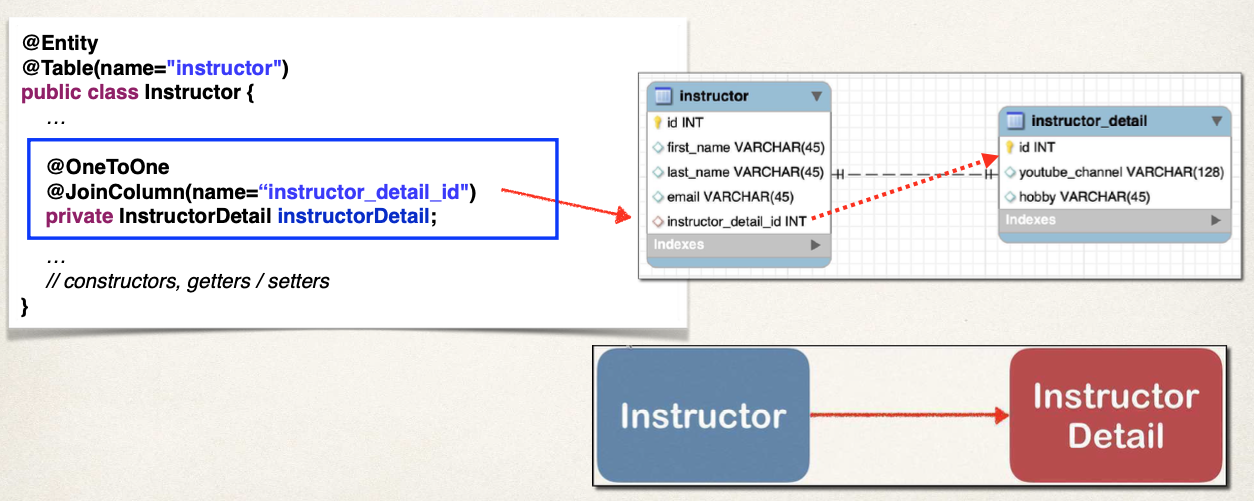 @Entity
@Table(name="instructor")
public class Instructor {
…
@OneToOne
@JoinColumn(name=“instructor_detail_id")
private InstructorDetail instructorDetail;
…
// constructors, getters / setters
}
instructor
id INT
first_name VARCHAR(45)
last_name VARCHAR(45)
email VARCHAR(45)
instructor_detail_id INT
Indexes
instructor_detail
id INT
youtube_channel VARCHAR(128)
hobby VARCHAR(45)
Indexes
Instructor
Instructor
Detail